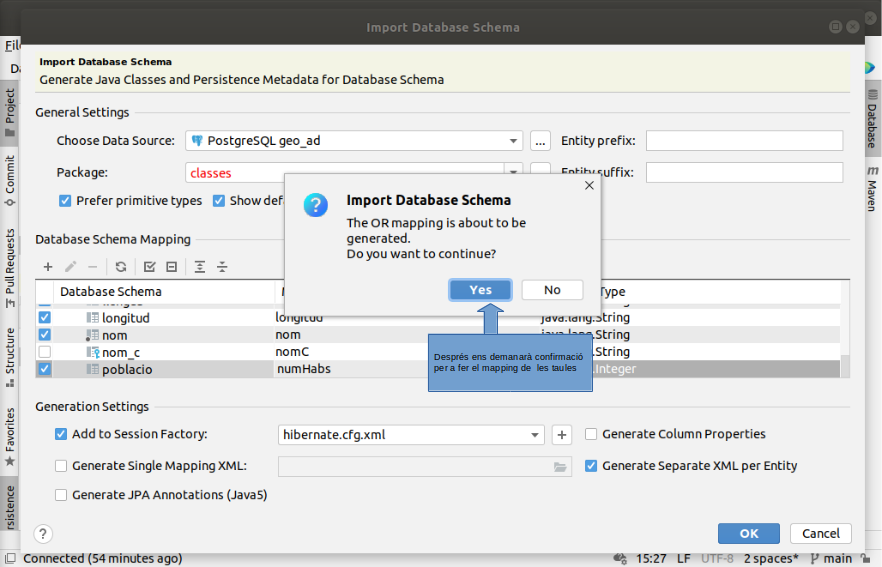 Import Database Schema
Import Database Schema
Generate Java Classes and Persistence Metadata for Database Schema
General Settings
Choose Data Source: PostgreSQL geo_ad ... Entity prefix:
Package: classes suffix:
Prefer primitive types Show def
Import Database Schema
The OR mapping is about to be
generated.
Do you want to continue?
Yes No
Database Schema Mapping
Database Schema Type
longitud longitud java.lang.String
nom nom java.lang.String
nom_c nomC String
poblacio numHabs Integer
Després ens demanarà confirmació
per a fer el mapping de les taules
Generation Settings
Add to Session Factory: hibernate.cfg.xml Generate Column Properties
Generate Single Mapping XML: Generate Separate XML per Entity
Generate JPA Annotations (Java5)
? OK Cancel
Project
Commit
Pull Requests
Structure
Favorites
rsistence
Database
Maven
Connected (54 minutes ago) 15:27 LF UTF-8 2 spaces* main